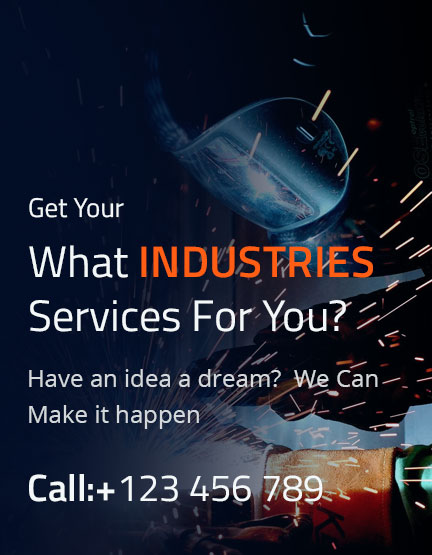 Get Your
What INDUSTRIES
Services For You?
Have an idea a dream? We Can
Make it happen
Call:+123 456 789